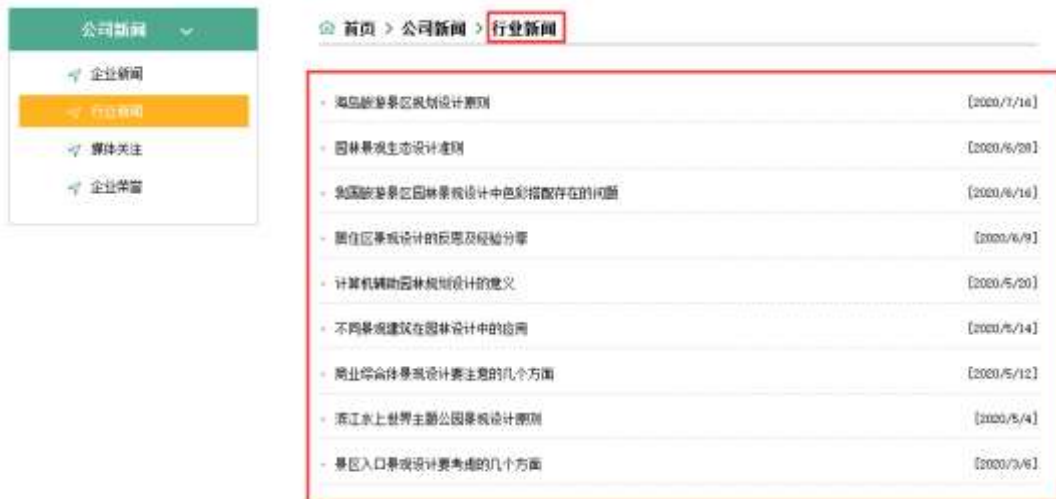 公司新闻
企业新闻
行业新闻
媒体关注
企业荣誉
首页 > 公司新闻 > 行业新闻
海岛旅游景区规划设计原则 [2020/7/16]
园林景观生态设计准则 [2020/6/28]
我国旅游景区园林景观设计中色彩搭配存在的问题 [2020/6/16]
居住区景观设计的反思及经验分享 [2020/6/9]
计算机辅助园林规划设计的意义 [2020/5/20]
不同景观建筑在园林设计中的应用 [2020/5/14]
商业综合体景观设计要注意的几个方面 [2020/5/12]
滨江水上世界主题公园景观设计原则 [2020/5/4]
景区入口景观设计要考虑的几个方面 [2020/3/6]